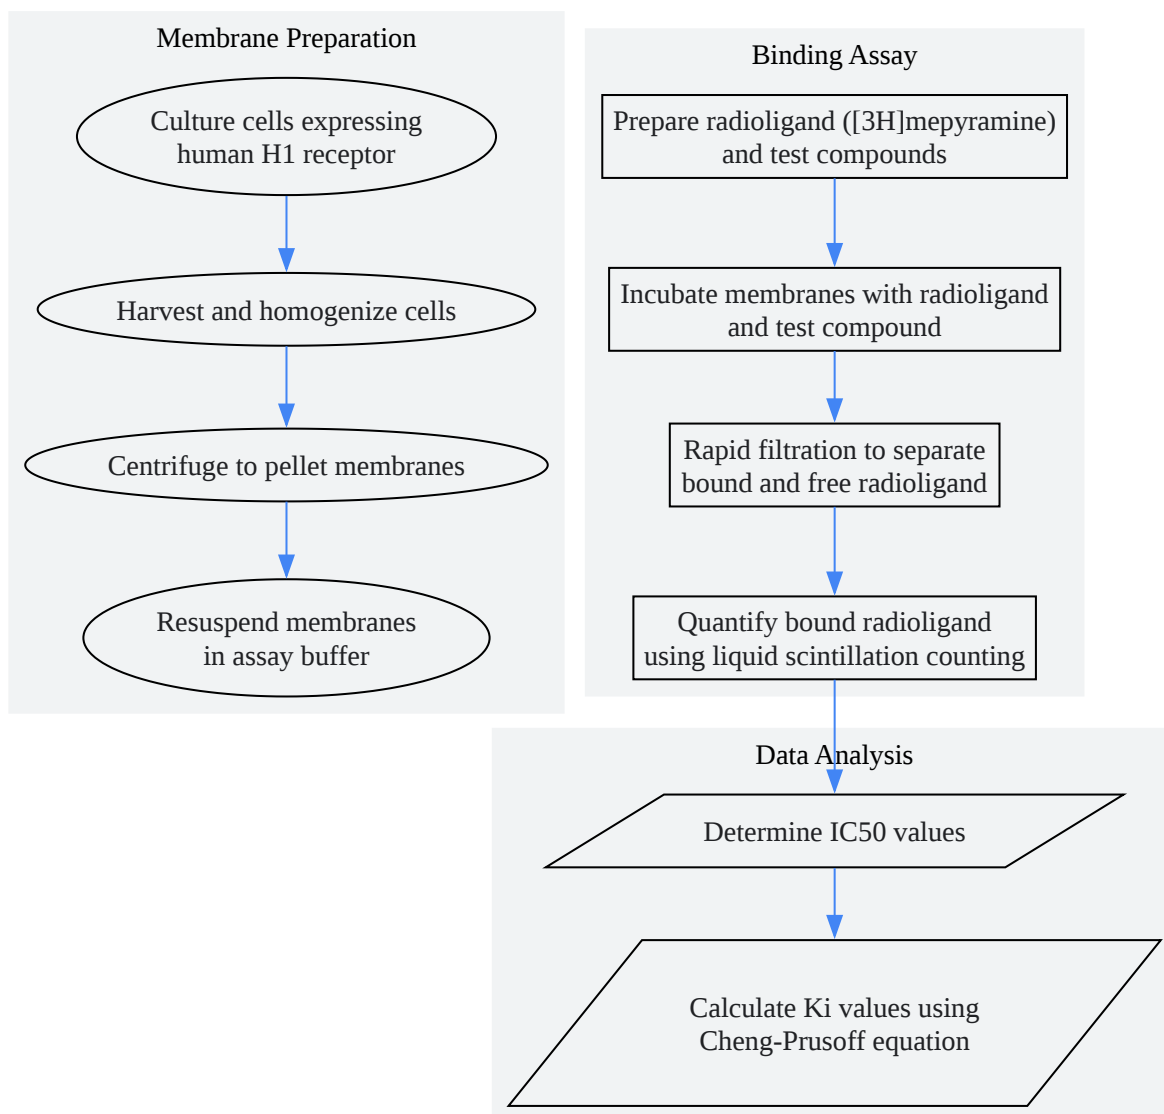 Membrane Preparation
Culture cells expressing
human H1 receptor
Harvest and homogenize cells
Centrifuge to pellet membranes
Resuspend membranes
in assay buffer
Binding Assay
Prepare radioligand ([3H]mepyramine)
and test compounds
Incubate membranes with radioligand
and test compound
Rapid filtration to separate
bound and free radioligand
Quantify bound radioligand
using liquid scintillation counting
Data Analysis
Determine IC50 values
Calculate Ki values using
Cheng-Prusoff equation